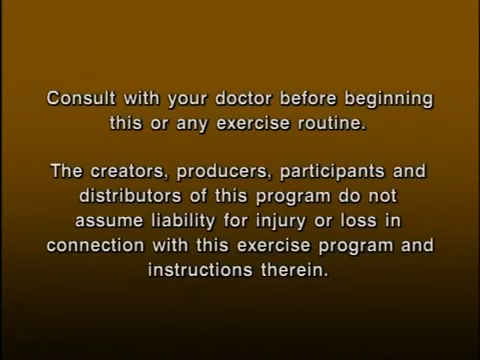 Consult with your doctor before beginning
this or any exercise routine.
The creators, producers, participants and
distributors of this program do not
assume liability for injury or loss in
connection with this exercise program and
instructions therein.